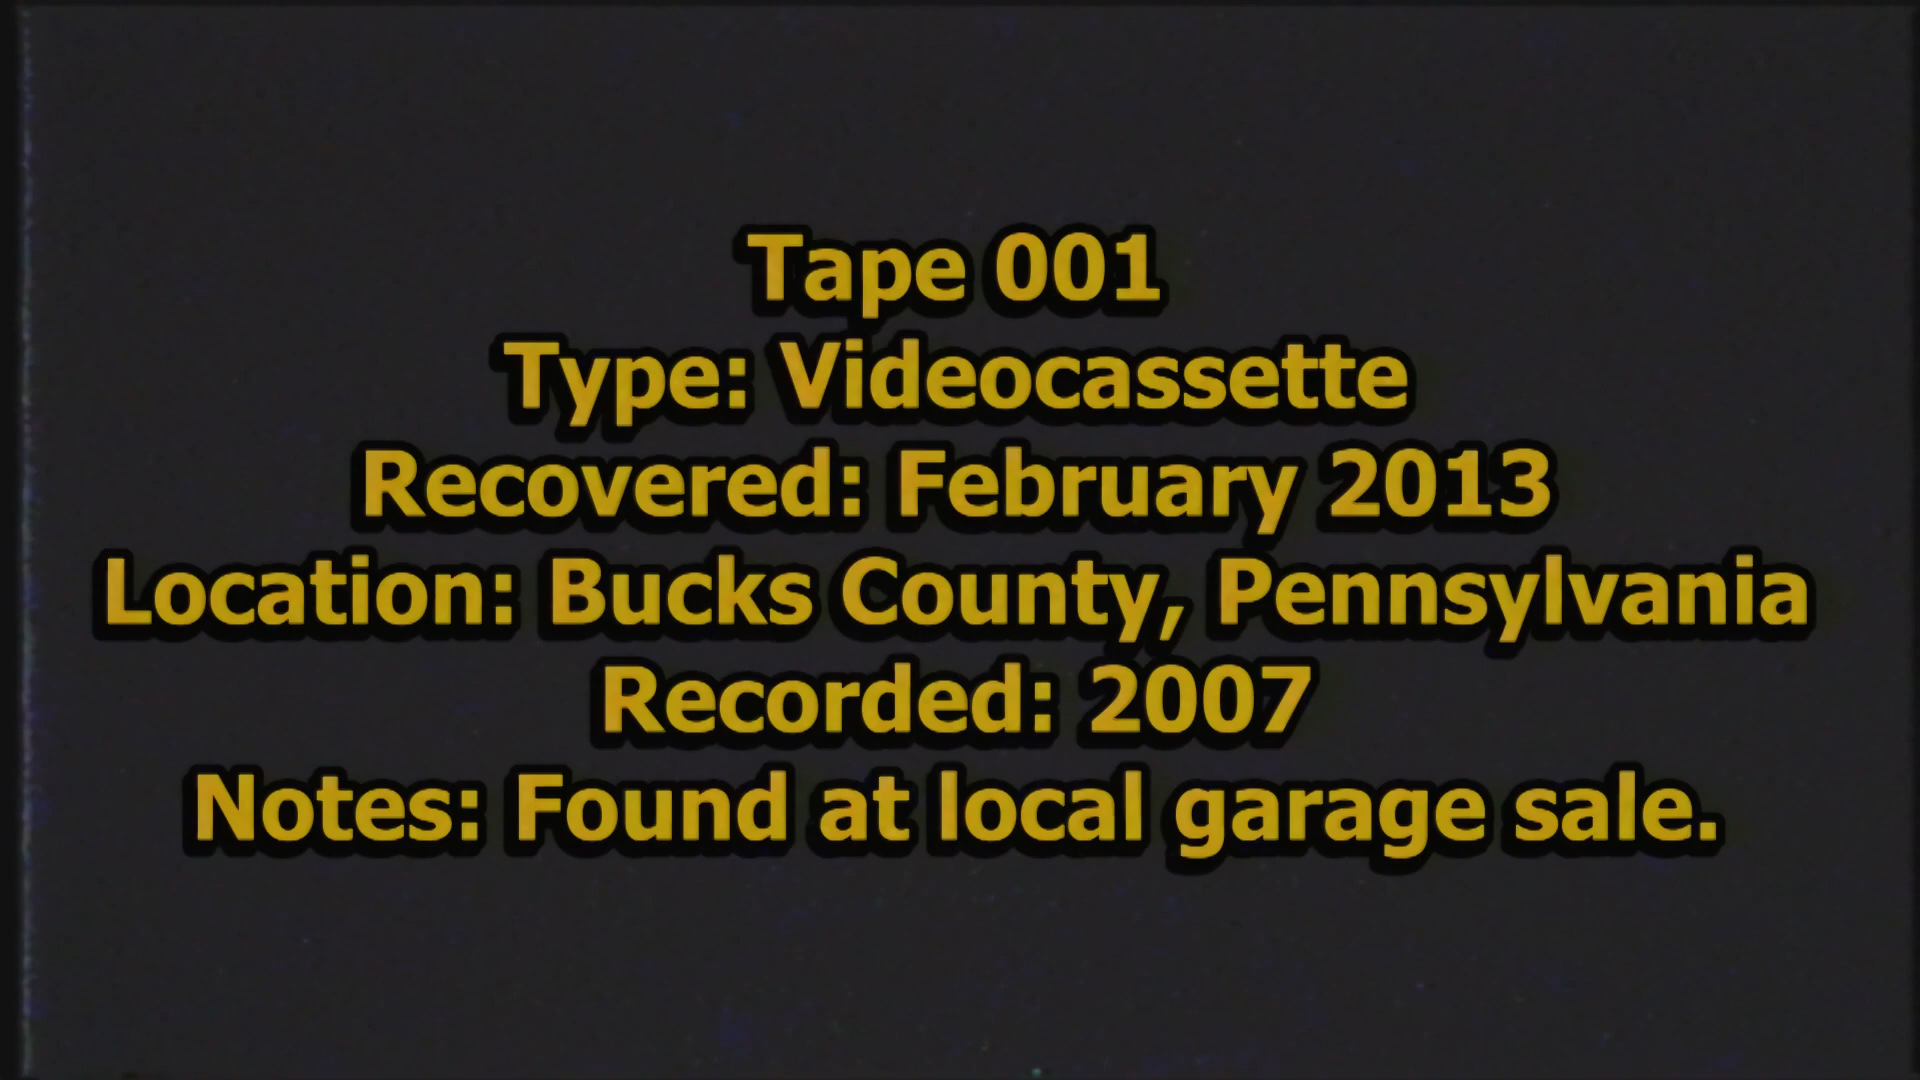 Tape 001
Type: Videocassette
Recovered: February 2013
Location: Bucks County, Pennsylvania
Recorded: 2007
Notes: Found at local garage sale.